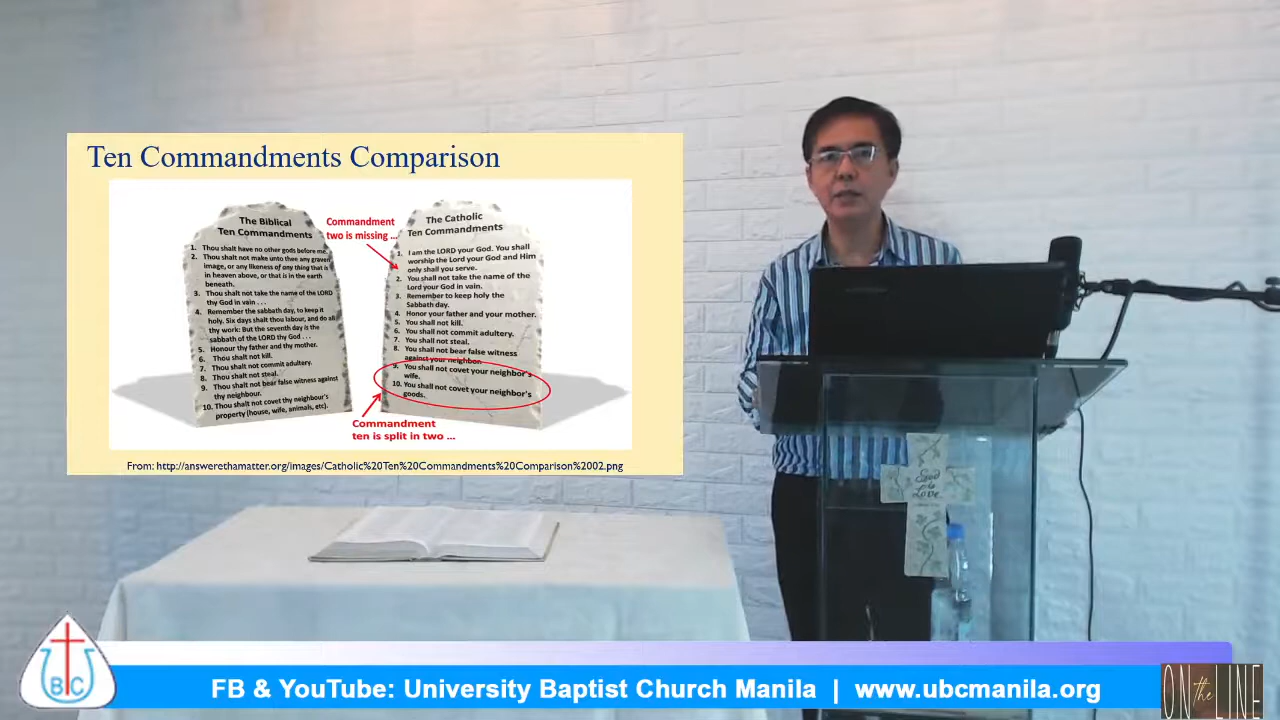 Ten Commandments Comparison
The Biblical
Ten Commandments
1. Thou shalt have no other gods before me.
2. Thou shalt not make unto thee any graven
image, or any likeness of any thing that is
in heaven above, or that is in the earth
beneath.
3. Thou shalt not take the name of the LORD
thy God in vain . . .
4. Remember the sabbath day, to keep it
holy. Six days shalt thou labour, and do all
thy work: But the seventh day is the
sabbath of the LORD thy God . . .
5. Honour thy father and thy mother.
6. Thou shalt not kill.
7. Thou shalt not commit adultery.
8. Thou shalt not steal.
9. Thou shalt not bear false witness against
thy neighbour.
10. Thou shalt not covet thy neighbour's
property (house, wife, animals, etc).
Commandment
two is missing ...
The Catholic
Ten Commandments
1. I am the LORD your God. You shall
worship the Lord your God and Him
only shall you serve.
2. You shall not take the name of the
Lord your God in vain.
3. Remember to keep holy the
Sabbath day.
4. Honor your father and your mother.
5. You shall not kill.
6. You shall not commit adultery.
7. You shall not steal.
8. You shall not bear false witness
against your neighbor.
9. You shall not covet your neighbor's
wife.
10. You shall not covet your neighbor's
goods.
Commandment
ten is split in two ...
From: http://answerethamatter.org/images/Catholic%20Ten%20Commandments%20Comparison%2002.png
God
is
Love
UBC
FB & YouTube: University Baptist Church Manila | www.ubcmanila.org
ON the LINE